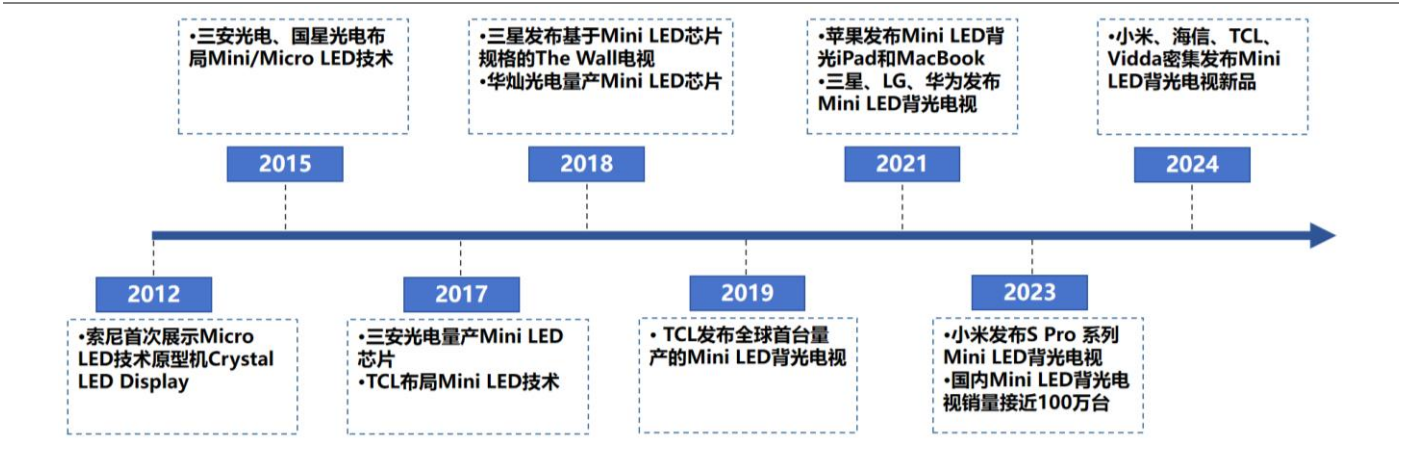 •三安光电、国星光电布
局Mini/Micro LED技术
2015
•三星发布基于Mini LED芯片
规格的The Wall电视
•华灿光电量产Mini LED芯片
2018
•苹果发布Mini LED背
光iPad和MacBook
•三星、LG、华为发布
Mini LED背光电视
2021
•小米、海信、TCL、
Vidda密集发布Mini
LED背光电视新品
2024
2012
•索尼首次展示Micro
LED技术原型机Crystal
LED Display
2017
•三安光电量产Mini LED
芯片
•TCL布局Mini LED技术
2019
• TCL发布全球首台量
产的Mini LED背光电视
2023
•小米发布S Pro 系列
Mini LED背光电视
•国内Mini LED背光电
视销量接近100万台